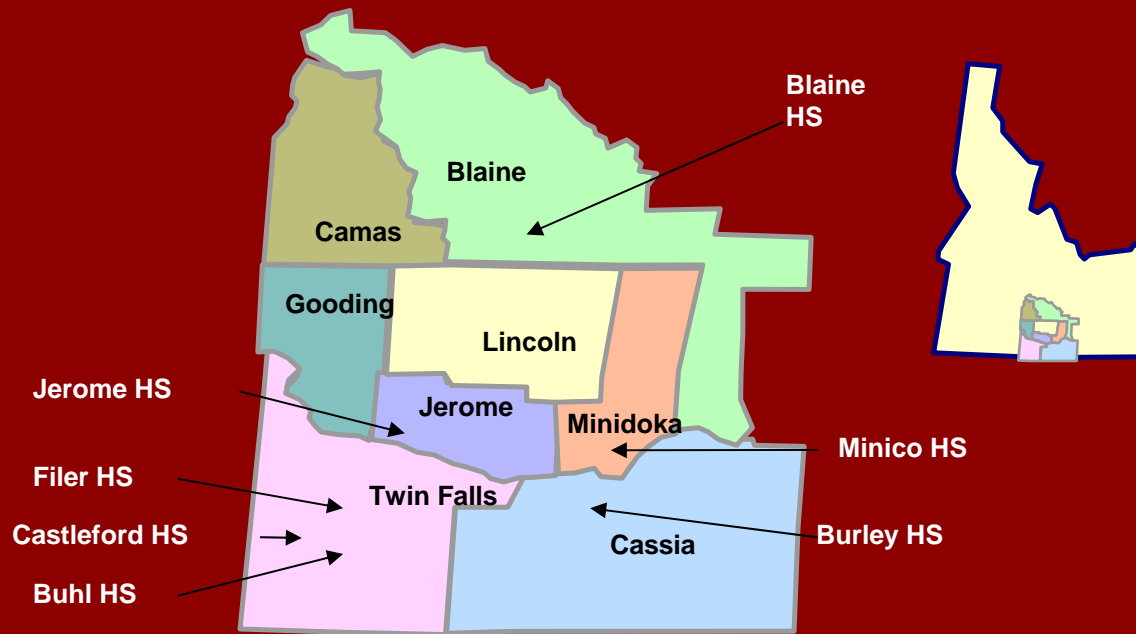 Blaine
HS
Blaine
Camas
Gooding
Lincoln
Jerome HS
Jerome
Minidoka
Minico HS
Filer HS
Twin Falls
Castleford HS
Cassia
Burley HS
Buhl HS